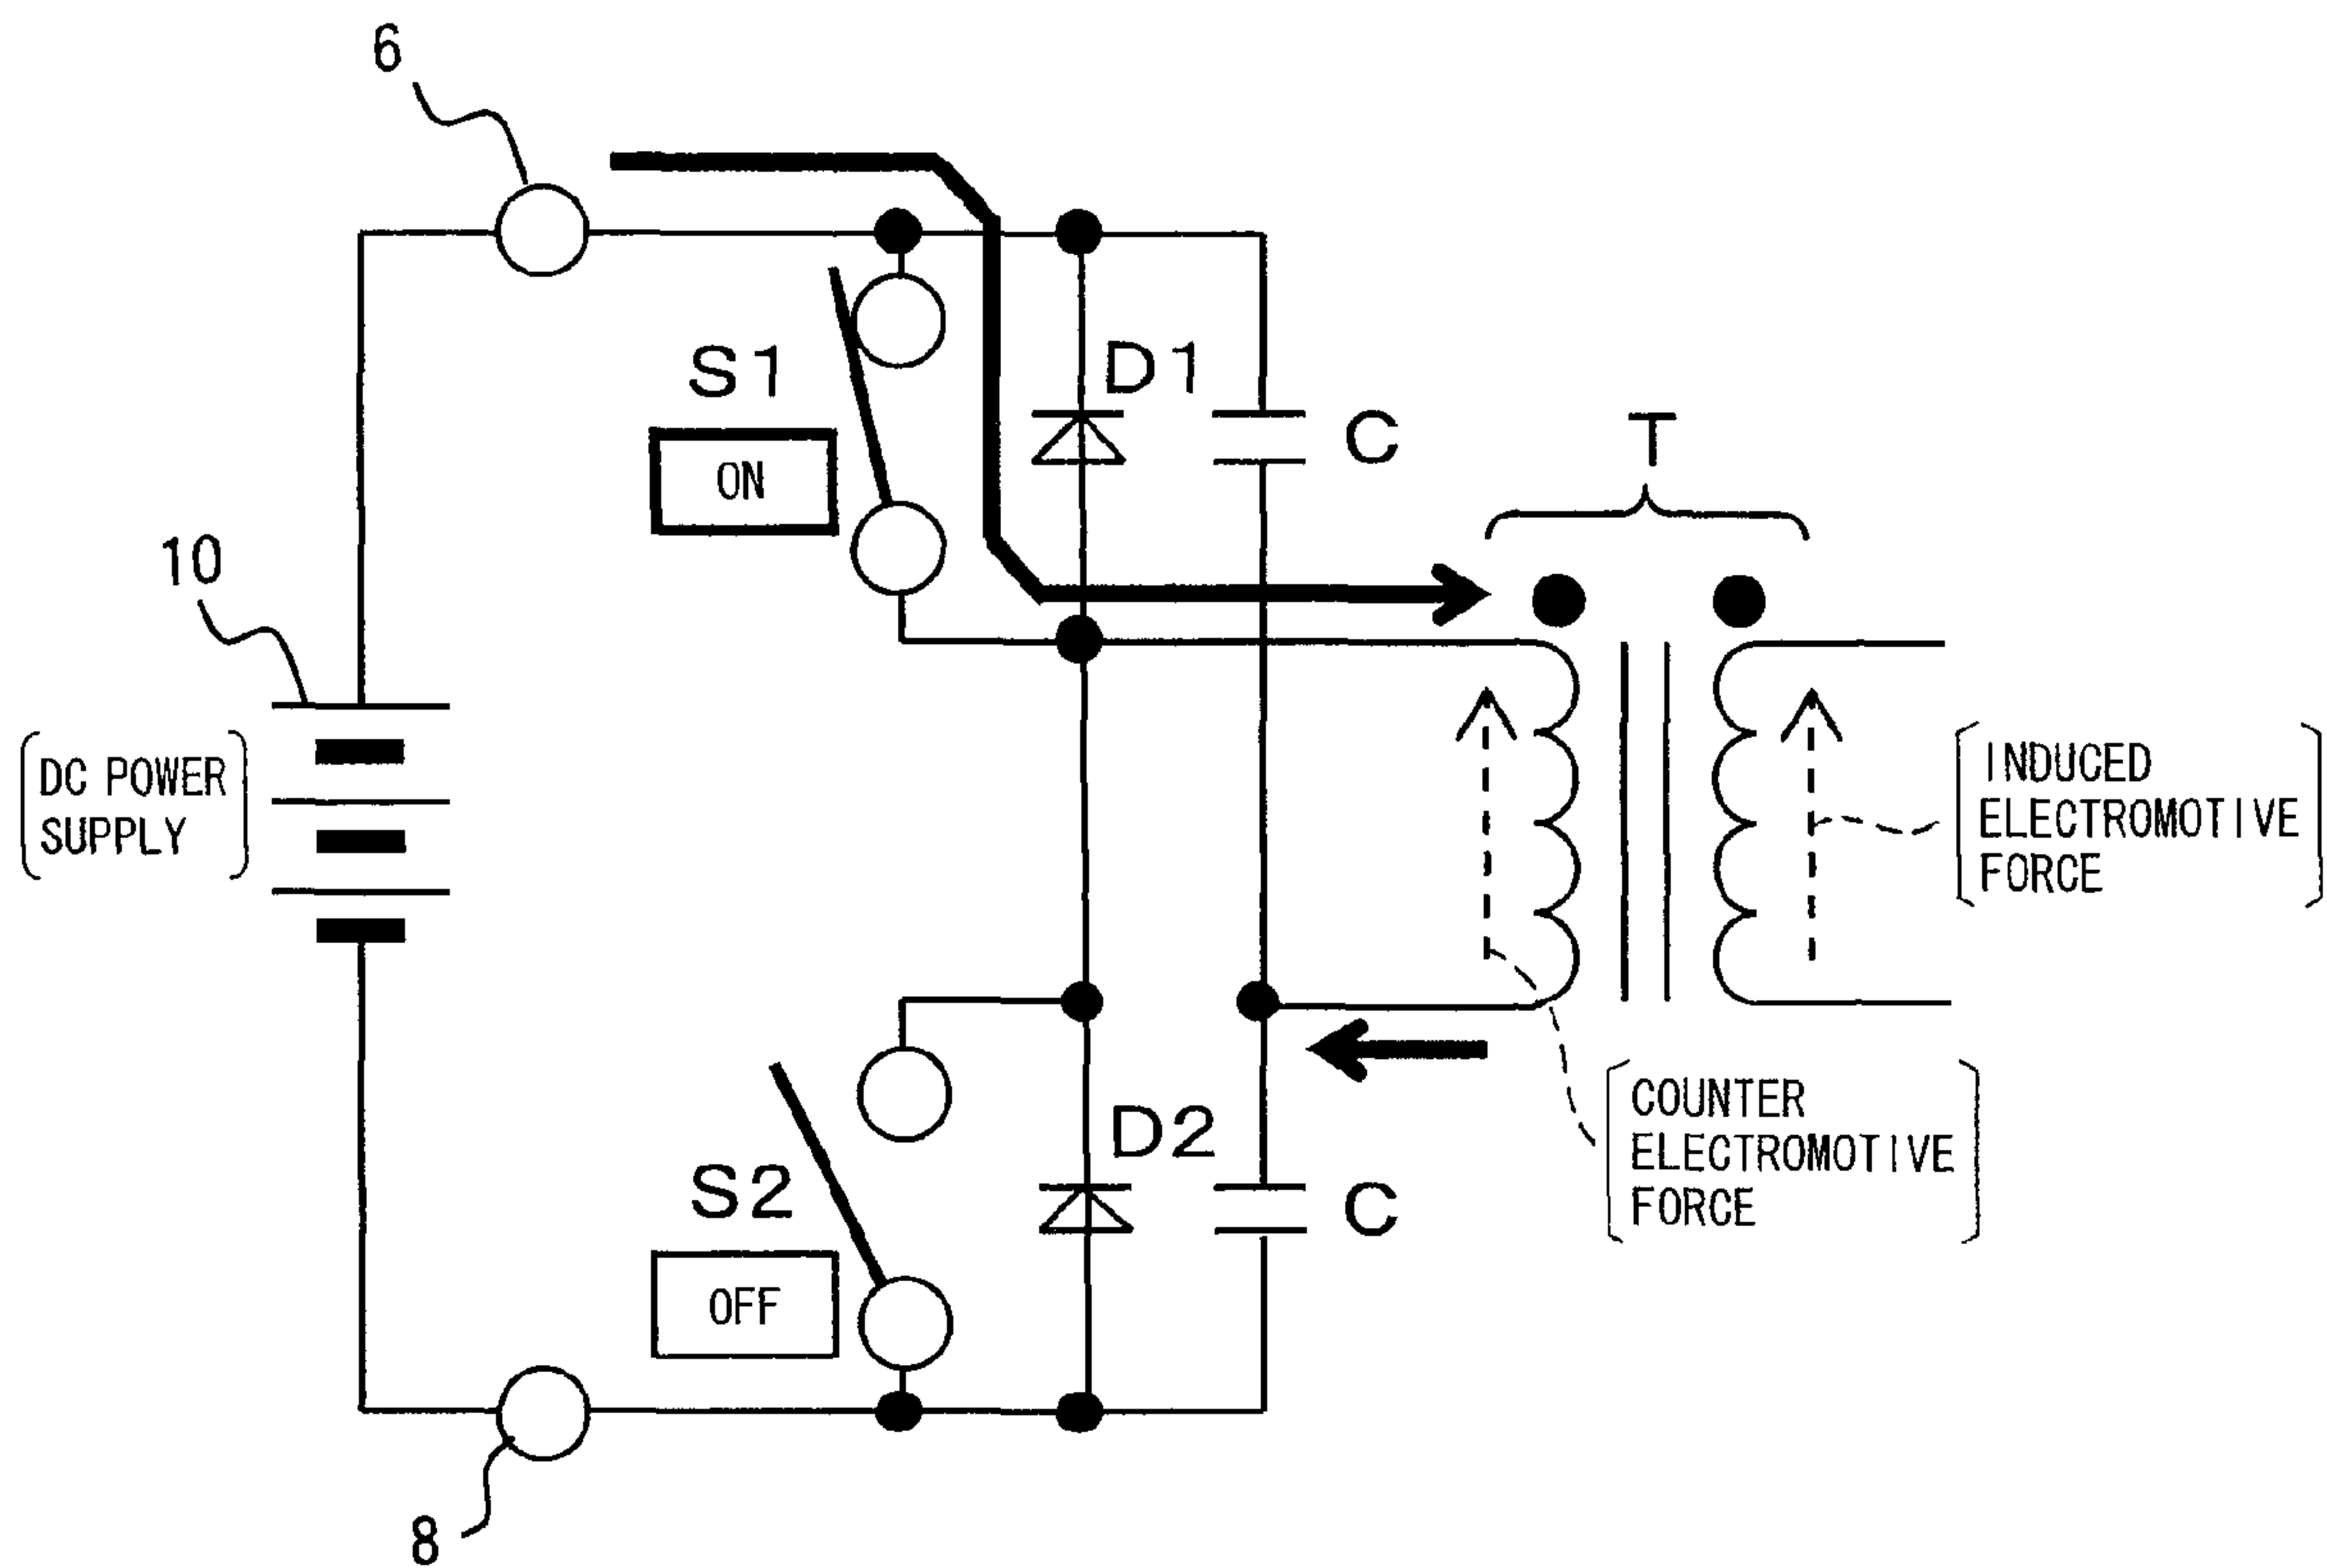 6
S1
D1
ON
C
T
10
DC POWER
SUPPLY
INDUCED
ELECTROMOTIVE
FORCE
COUNTER
ELECTROMOTIVE
FORCE
D2
S2
C
OFF
8